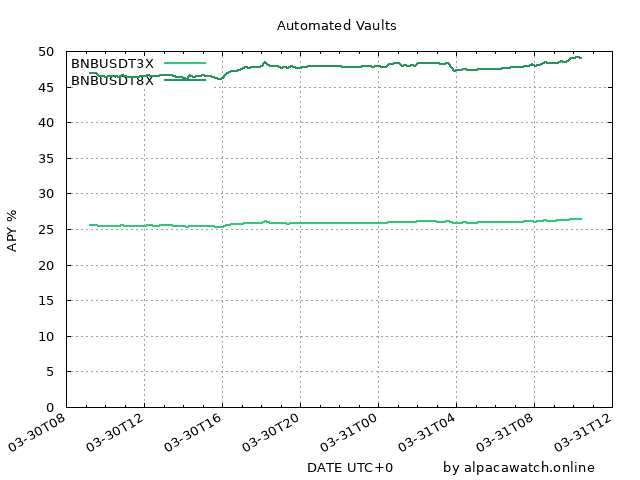 Automated Vaults
BNBUSDT3X
BNBUSDT8X
50
45
40
35
30
25
20
15
10
5
0
APY %
03-30T08
03-30T12
03-30T16
03-30T20
03-31T00
03-31T04
03-31T08
03-31T12
DATE UTC+0 by alpacawatch.online